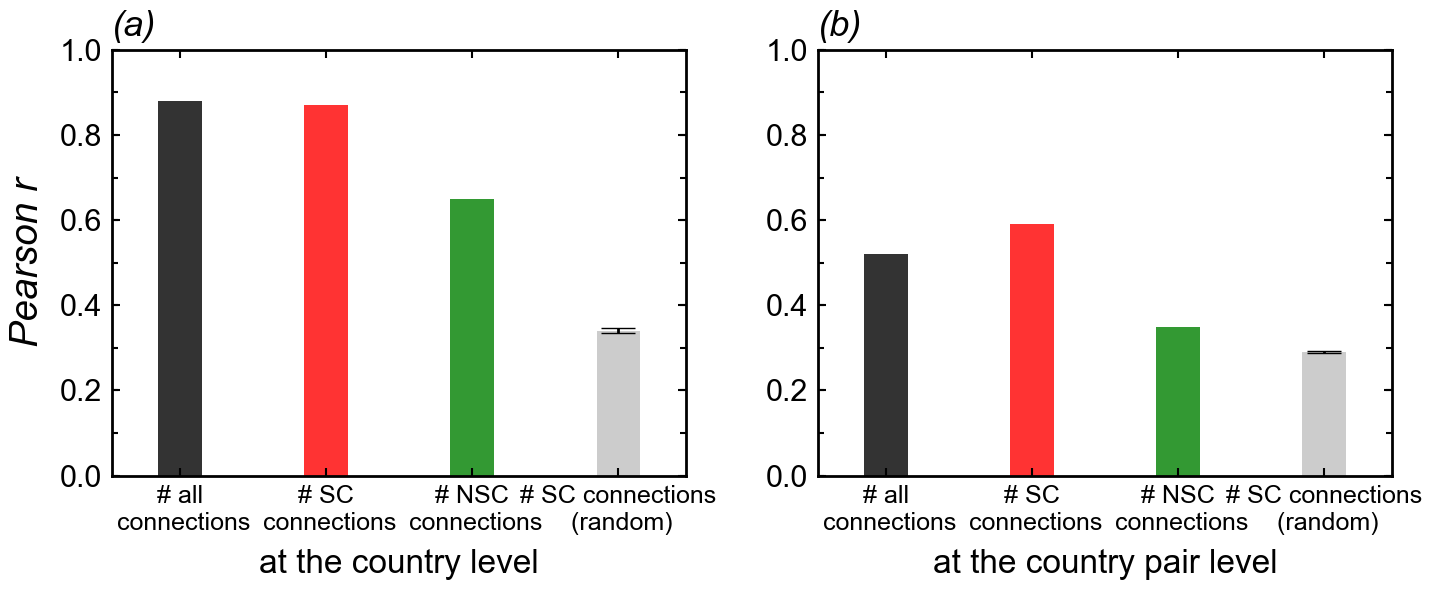 (a)
1.0
0.8
0.6
0.4
0.2
0.0
Pearson r
# all
connections
# SC
connections
# NSC
connections
# SC connections
(random)
at the country level
(b)
1.0
0.8
0.6
0.4
0.2
0.0
# all
connections
# SC
connections
# NSC
connections
# SC connections
(random)
at the country pair level